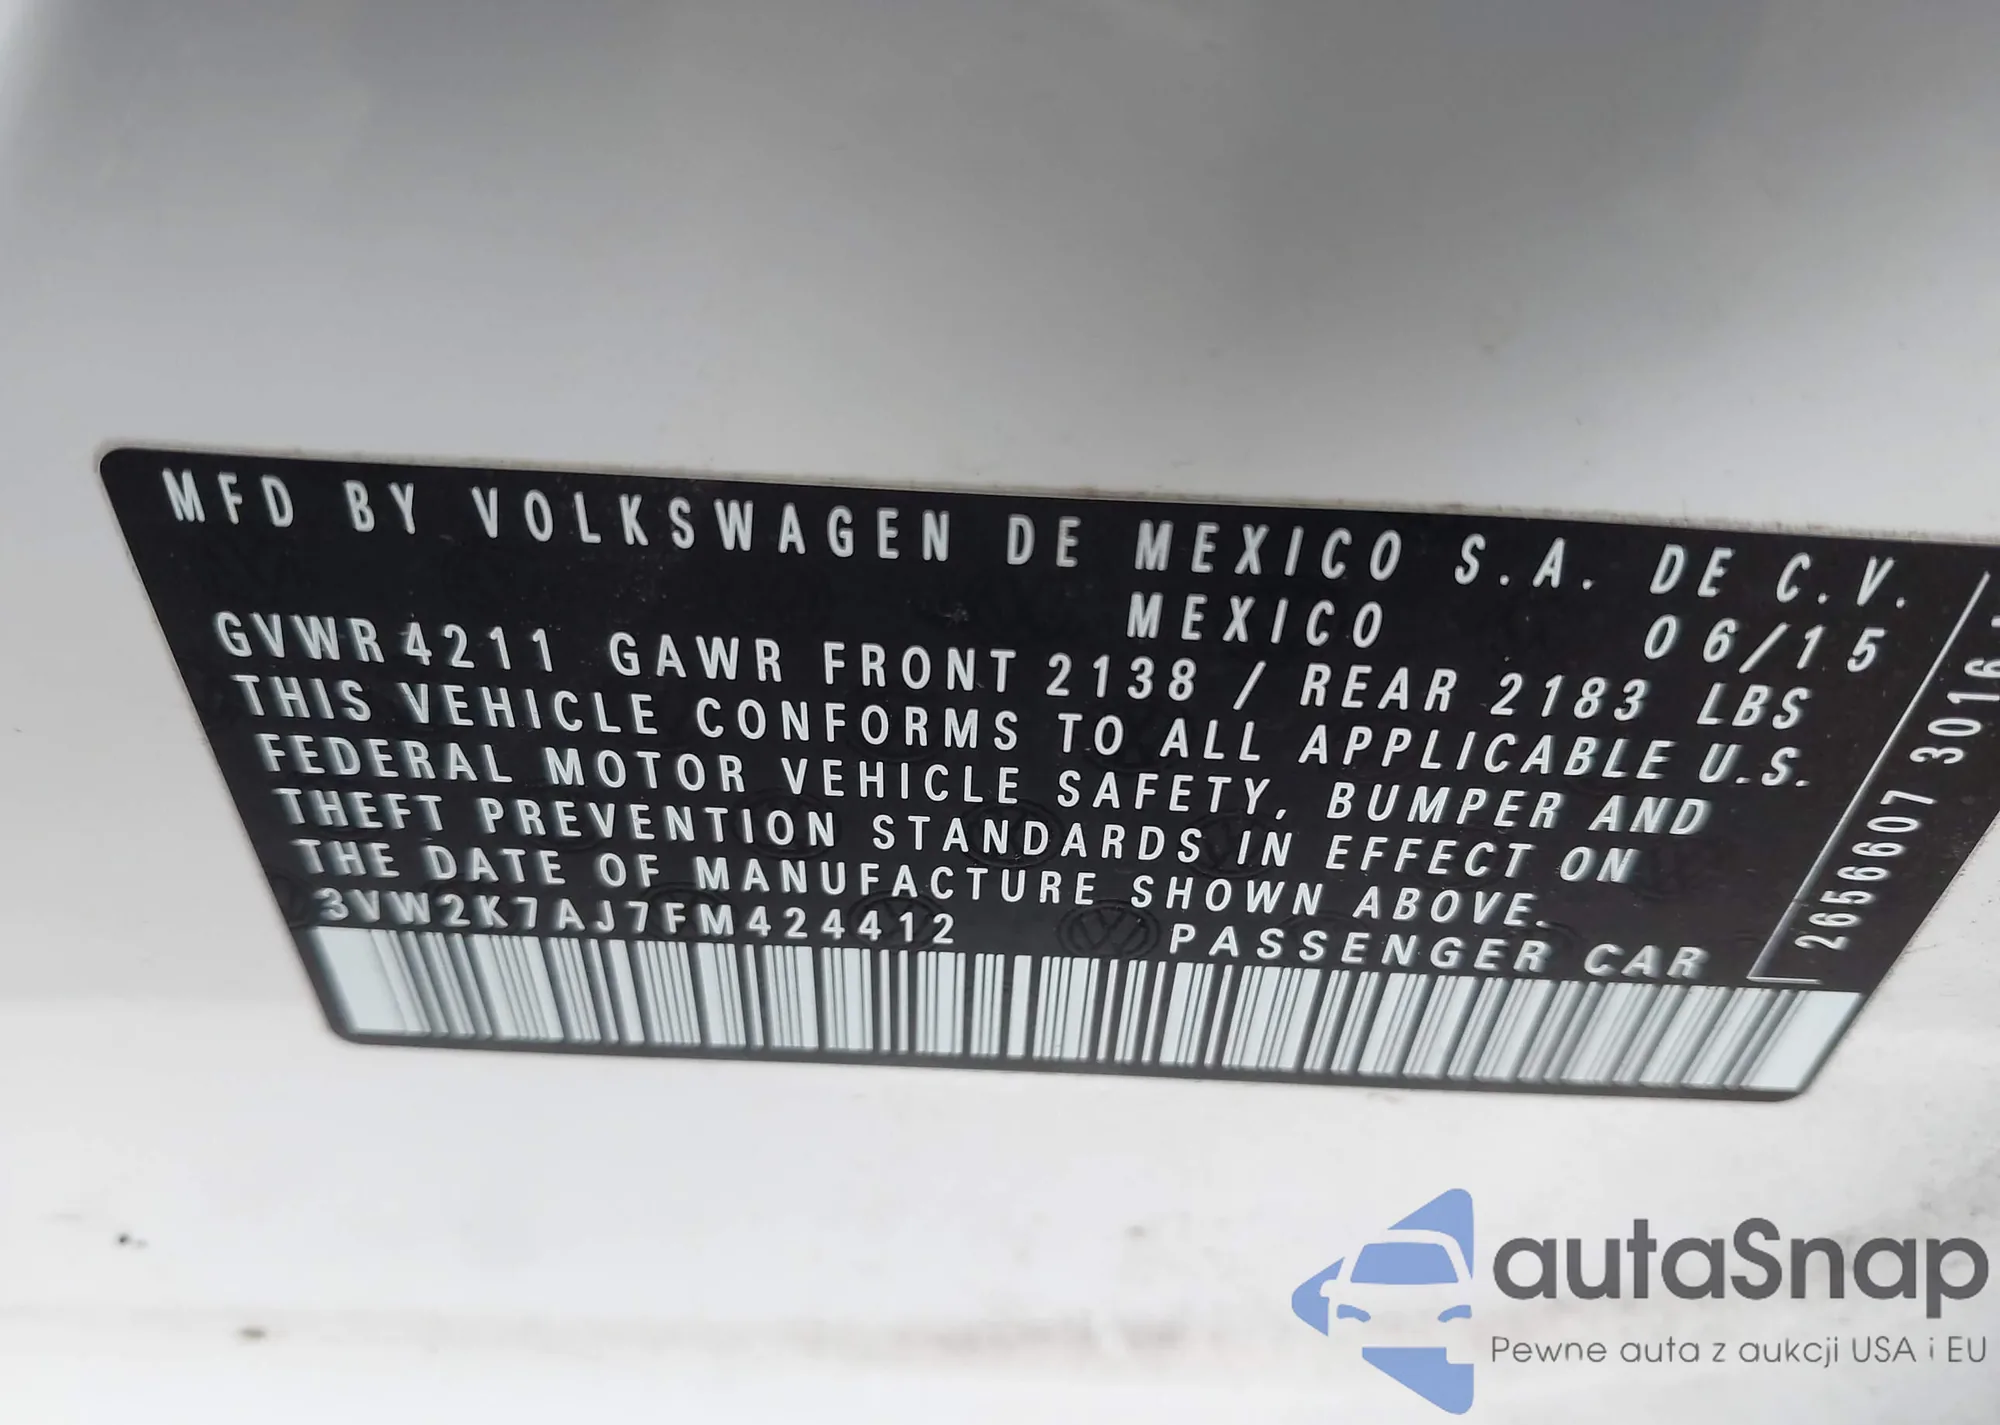 MFD BY VOLKSWAGEN DE MEXICO S.A. DE C.V.
MEXICO 06/15
GVWR 4211 GAWR FRONT 2138 / REAR 2183 LBS
THIS VEHICLE CONFORMS TO ALL APPLICABLE U.S.
FEDERAL MOTOR VEHICLE SAFETY, BUMPER AND
THEFT PREVENTION STANDARDS IN EFFECT ON
THE DATE OF MANUFACTURE SHOWN ABOVE.
3VW2K7AJ7FM424412 PASSENGER CAR
2656607
autaSnap
Pewne auta z aukcji USA i EU